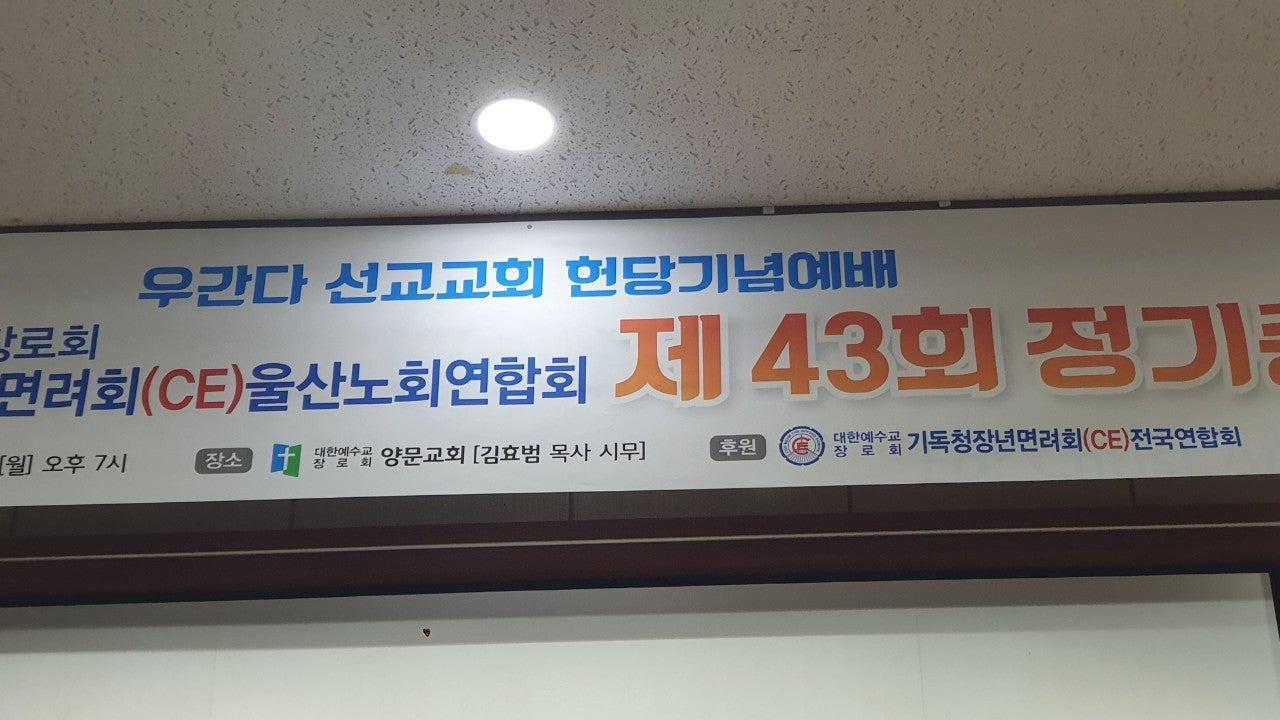 우간다 선교교회 헌당기념예배
장로회
면려회(CE)울산노회연합회 제 43회 정기
[월] 오후 7시 장소 대한예수교 장로회 양문교회 [김효범 목사 시무] 후원 대한예수교 장로회 기독청장년면려회(CE)전국연합회